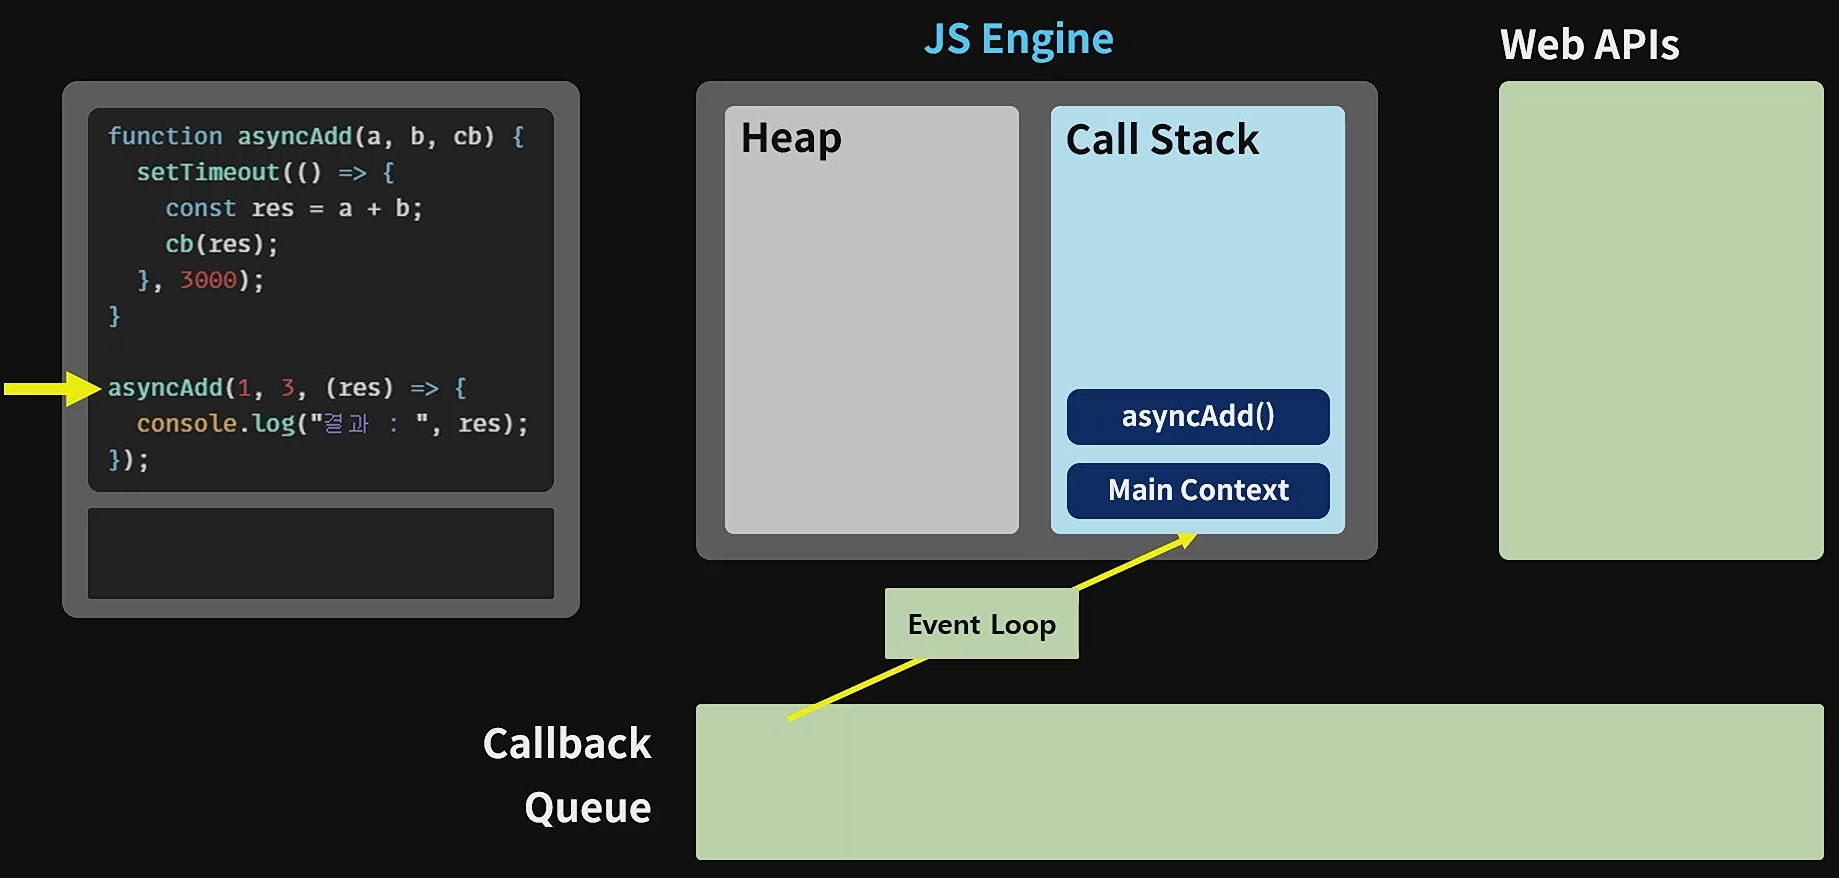 JS Engine
Web APIs
function asyncAdd(a, b, cb) {
setTimeout(() => {
const res = a + b;
cb(res);
}, 3000);
}
asyncAdd(1, 3, (res) => {
console.log("결과 : ", res);
});
Heap
Call Stack
asyncAdd()
Main Context
Event Loop
Callback
Queue